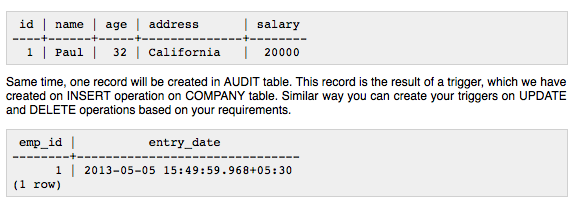 id | name | age | address | salary
----+------+-----+---------------+--------
1 | Paul | 32 | California | 20000
Same time, one record will be created in AUDIT table. This record is the result of a trigger, which we have
created on INSERT operation on COMPANY table. Similar way you can create your triggers on UPDATE
and DELETE operations based on your requirements.
emp_id | entry_date
--------+-------------------------------
1 | 2013-05-05 15:49:59.968+05:30
(1 row)